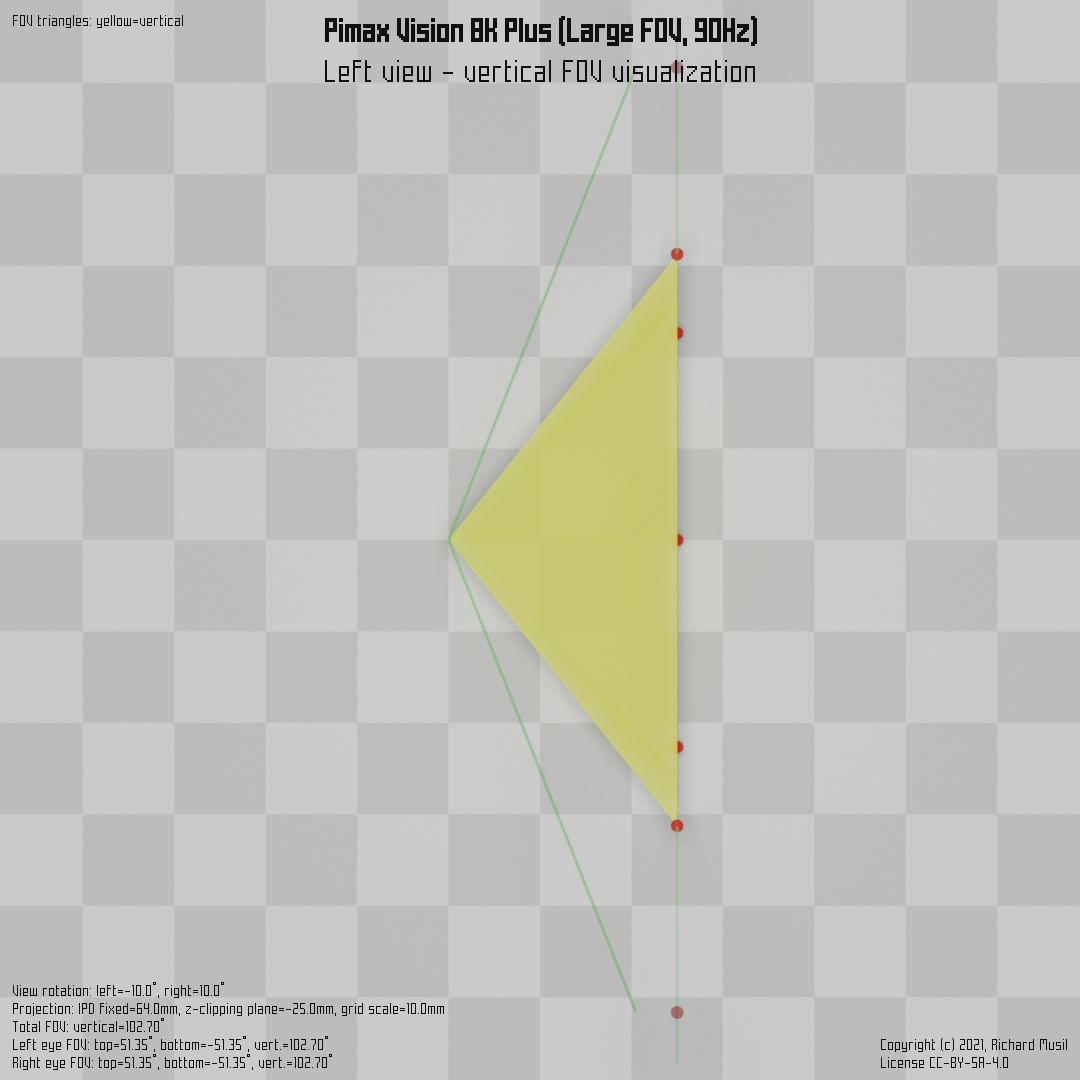 FOV triangles: yellow=vertical
Pimax Vision 8K Plus (Large FOV, 90Hz)
Left view - vertical FOV visualization
View rotation: left=-10.0°, right=10.0°
Projection: IPD fixed=64.0mm, z-clipping plane=-25.0mm, grid scale=10.0mm
Total FOV: vertical=102.70°
Left eye FOV: top=51.35°, bottom=-51.35°, vert.=102.70°
Right eye FOV: top=51.35°, bottom=-51.35°, vert.=102.70°
Copyright (c) 2021, Richard Musil
License CC-BY-SA-4.0